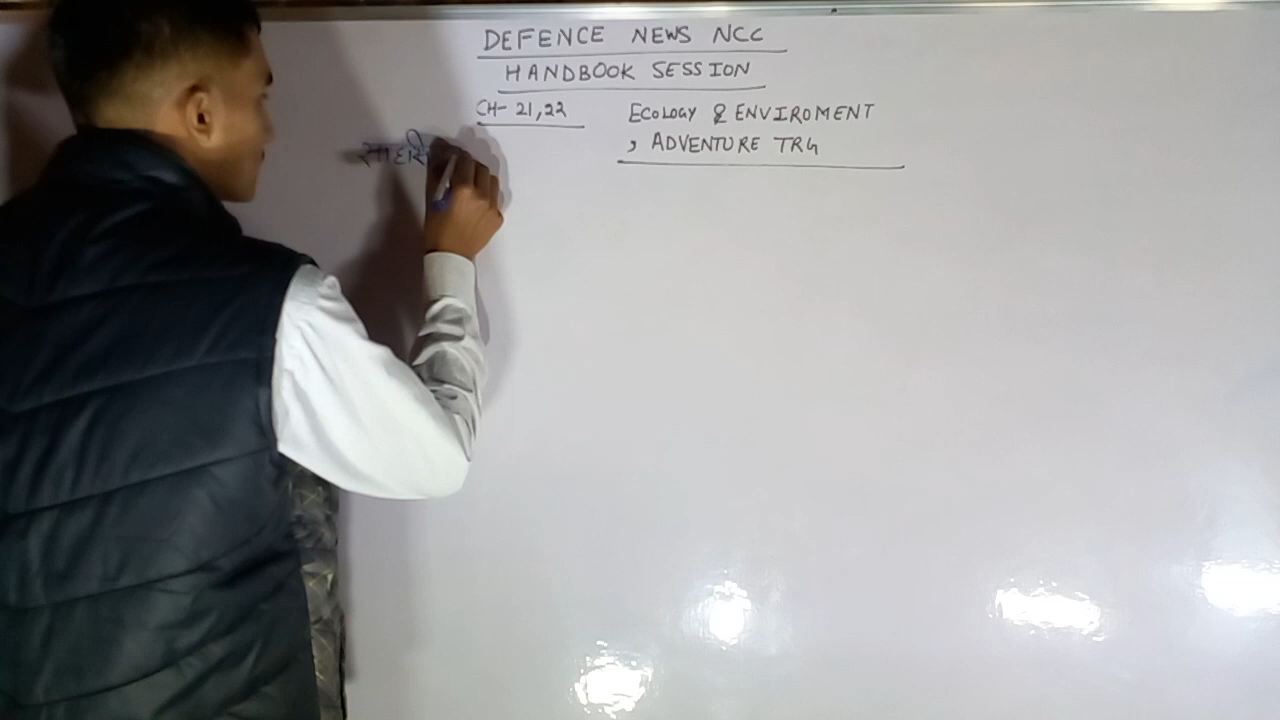 DEFENCE NEWS NCC
HANDBOOK SESSION
CH- 21,22 ECOLOGY & ENVIROMENT
, ADVENTURE TRG